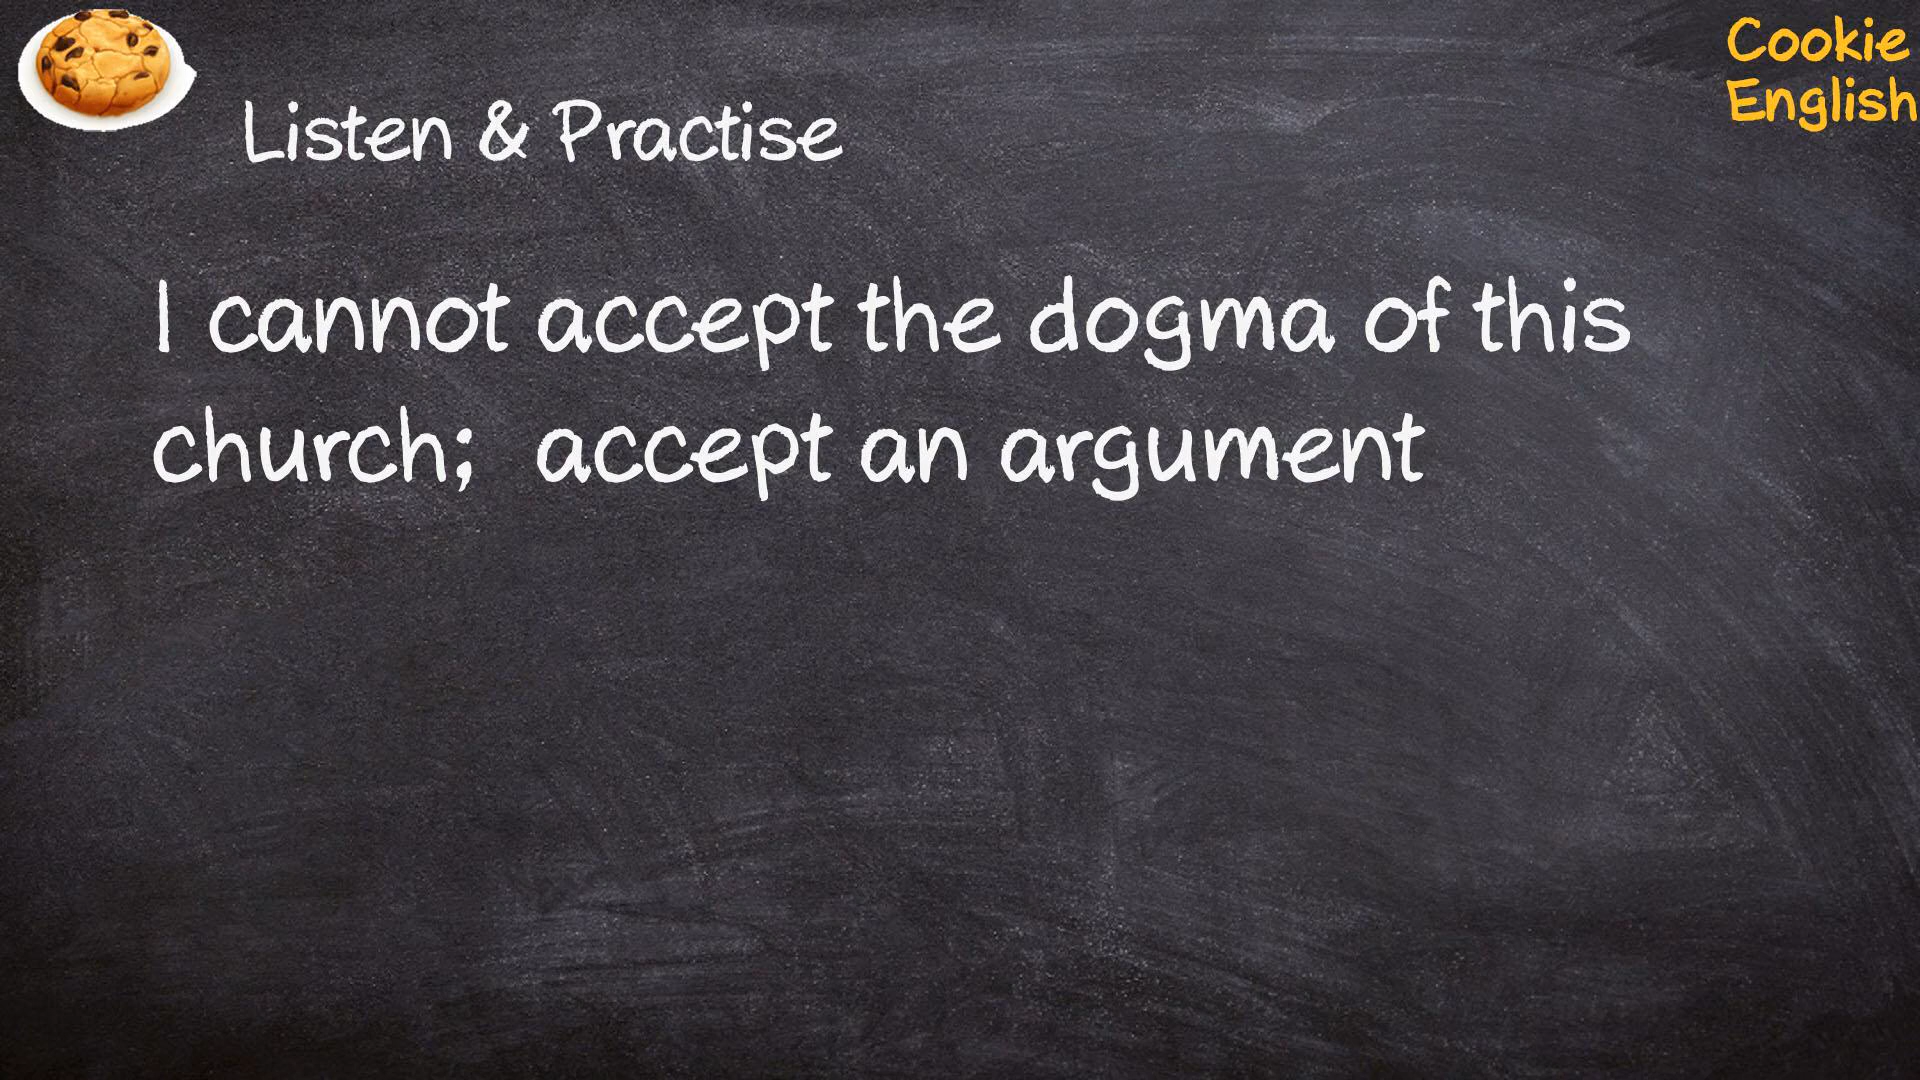 Cookie
English
Listen & Practise
I cannot accept the dogma of this
church;  accept an argument